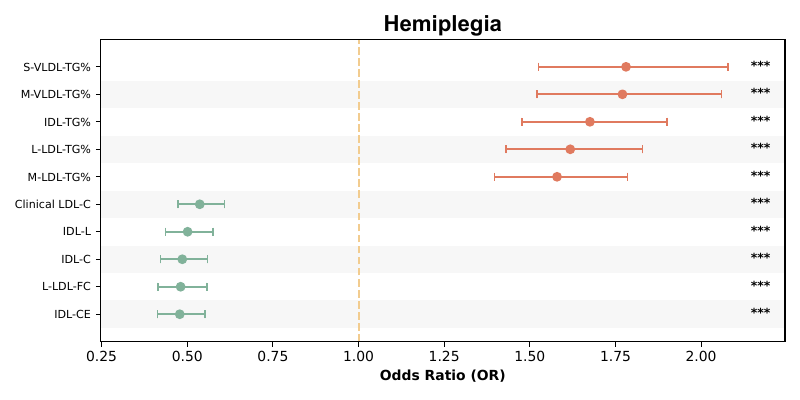 Hemiplegia
S-VLDL-TG% ***
M-VLDL-TG% ***
IDL-TG% ***
L-LDL-TG% ***
M-LDL-TG% ***
Clinical LDL-C ***
IDL-L ***
IDL-C ***
L-LDL-FC ***
IDL-CE ***
0.25 0.50 0.75 1.00 1.25 1.50 1.75 2.00
Odds Ratio (OR)